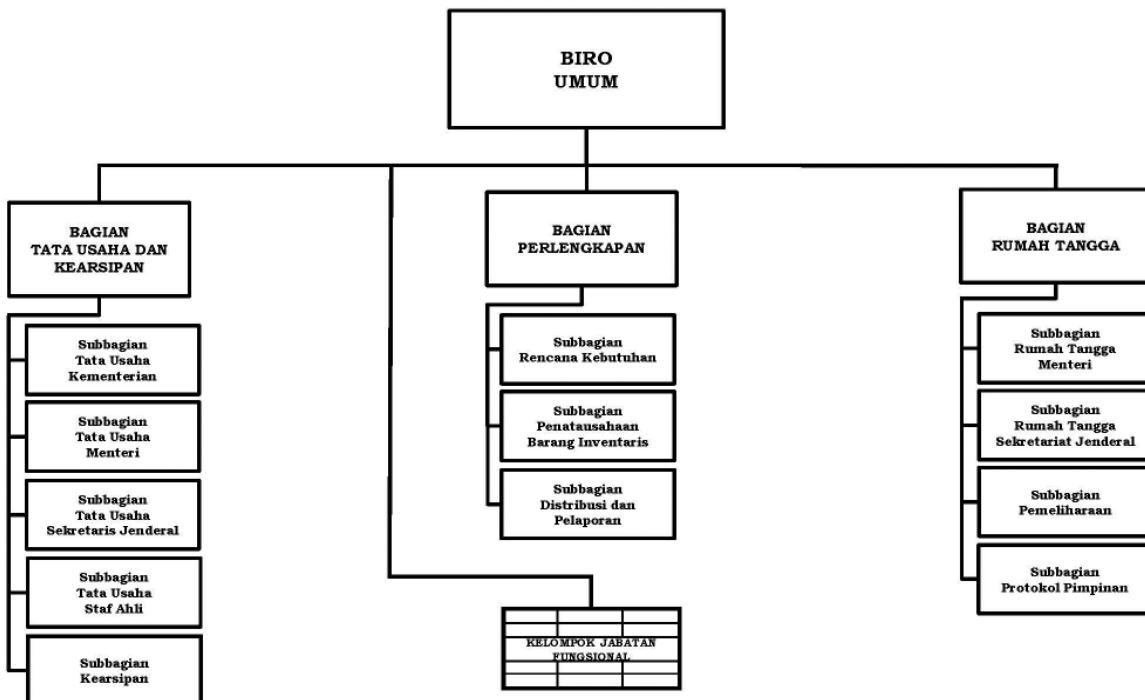 BIRO
UMUM
BAGIAN
TATA USAHA DAN
KEARSIPAN
Subbagian
Tata Usaha
Kementerian
Subbagian
Tata Usaha
Menteri
Subbagian
Tata Usaha
Sekretaris Jenderal
Subbagian
Tata Usaha
Staf Ahli
Subbagian
Kearsipan
BAGIAN
PERLENGKAPAN
Subbagian
Rencana Kebutuhan
Subbagian
Penatausahaan
Barang Inventaris
Subbagian
Distribusi dan
Pelaporan
KELOMPOK JABATAN
FUNGSIONAL
BAGIAN
RUMAH TANGGA
Subbagian
Rumah Tangga
Menteri
Subbagian
Rumah Tangga
Sekretariat Jenderal
Subbagian
Pemeliharaan
Subbagian
Protokol Pimpinan